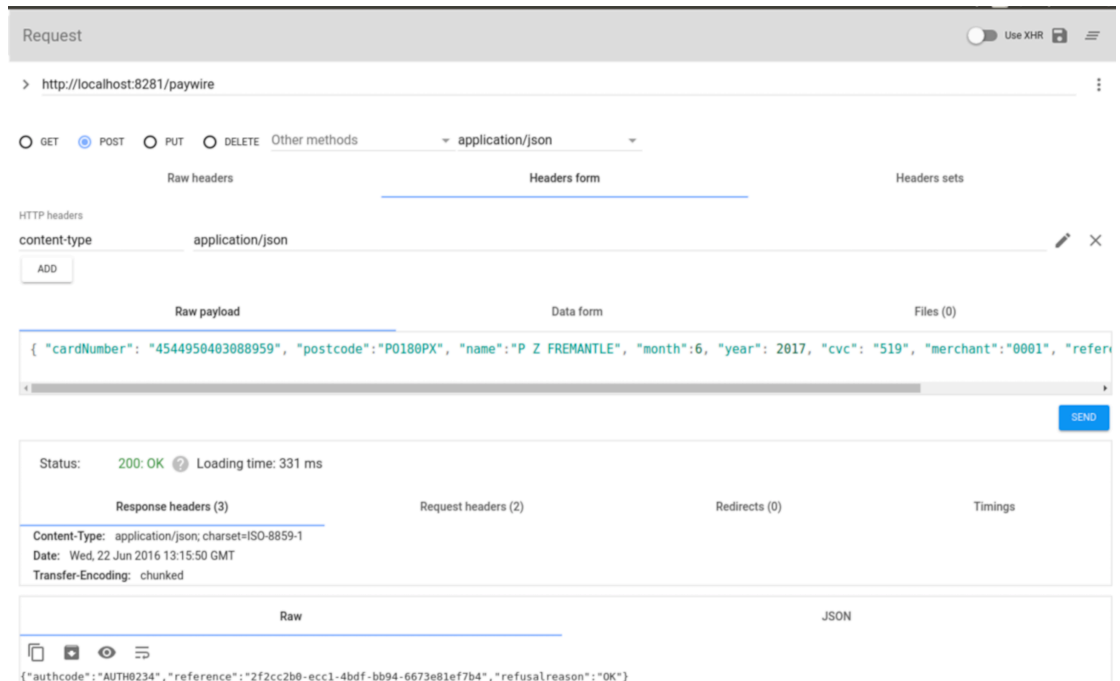 Request Use XHR
http://localhost:8281/paywire
GET POST PUT DELETE Other methods application/json
Raw headers Headers form Headers sets
HTTP headers
content-type application/json
ADD
Raw payload Data form Files (0)
{ "cardNumber": "4544950403088959", "postcode":"PO180PX", "name":"P Z FREMANTLE", "month":6, "year": 2017, "cvc": "519", "merchant":"0001", "refere
SEND
Status: 200: OK Loading time: 331 ms
Response headers (3) Request headers (2) Redirects (0) Timings
Content-Type: application/json; charset=ISO-8859-1
Date: Wed, 22 Jun 2016 13:15:50 GMT
Transfer-Encoding: chunked
Raw JSON
{"authcode":"AUTH0234","reference":"2f2cc2b0-ecc1-4bdf-bb94-6673e81ef7b4","refusalreason":"OK"}